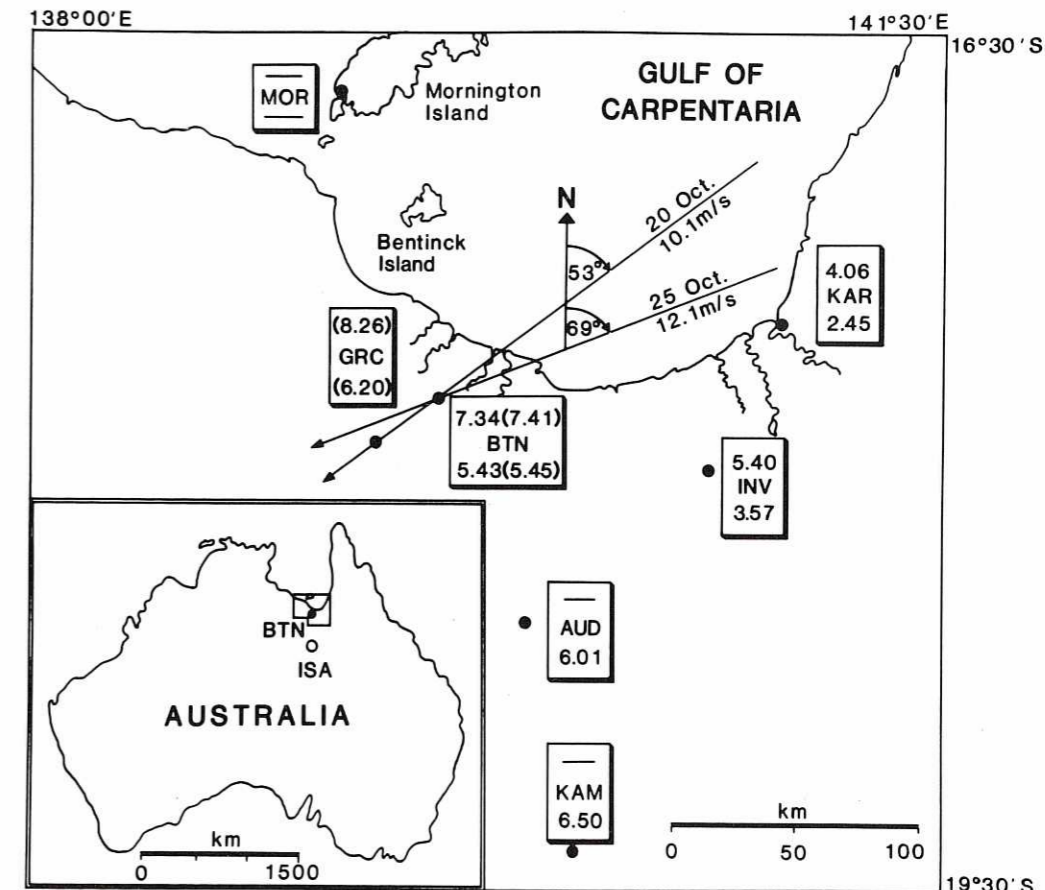 138°00'E
141°30'E
16°30'S
MOR
Mornington
Island
GULF OF
CARPENTARIA
N
20 Oct.
10.1m/s
Bentinck
Island
53°
25 Oct.
12.1m/s
69°
4.06
KAR
2.45
(8.26)
GRC
(6.20)
7.34(7.41)
BTN
5.43(5.45)
5.40
INV
3.57
AUD
6.01
KAM
6.50
BTN
ISA
AUSTRALIA
km
0 1500
km
0 50 100
19°30'S